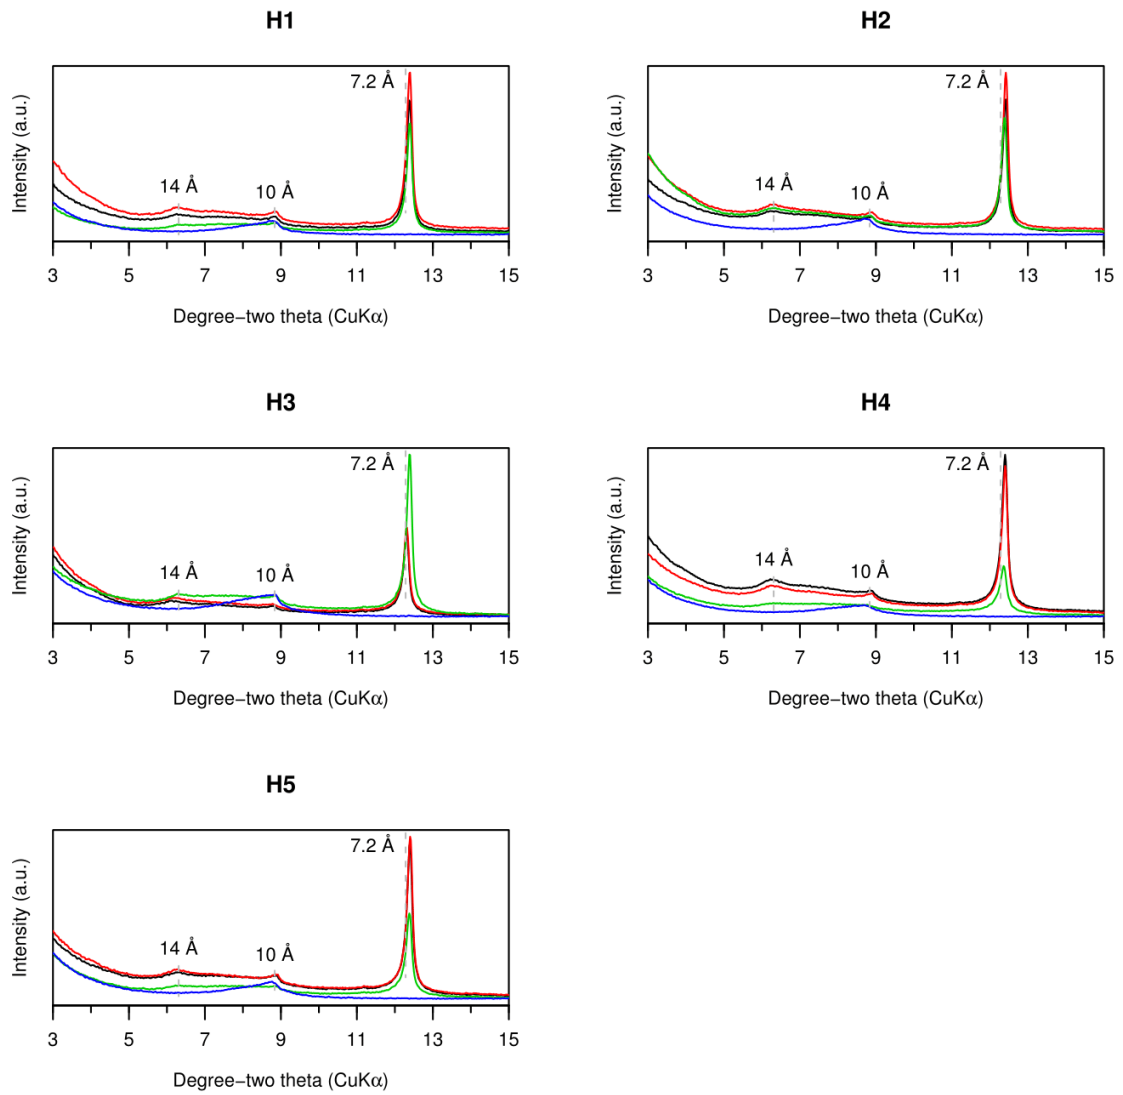 H1
Intensity (a.u.)
7.2 Å
14 Å
10 Å
3 5 7 9 11 13 15
Degree−two theta (CuKα)
H2
Intensity (a.u.)
7.2 Å
14 Å
10 Å
3 5 7 9 11 13 15
Degree−two theta (CuKα)
H3
Intensity (a.u.)
7.2 Å
14 Å
10 Å
3 5 7 9 11 13 15
Degree−two theta (CuKα)
H4
Intensity (a.u.)
7.2 Å
14 Å
10 Å
3 5 7 9 11 13 15
Degree−two theta (CuKα)
H5
Intensity (a.u.)
7.2 Å
14 Å
10 Å
3 5 7 9 11 13 15
Degree−two theta (CuKα)